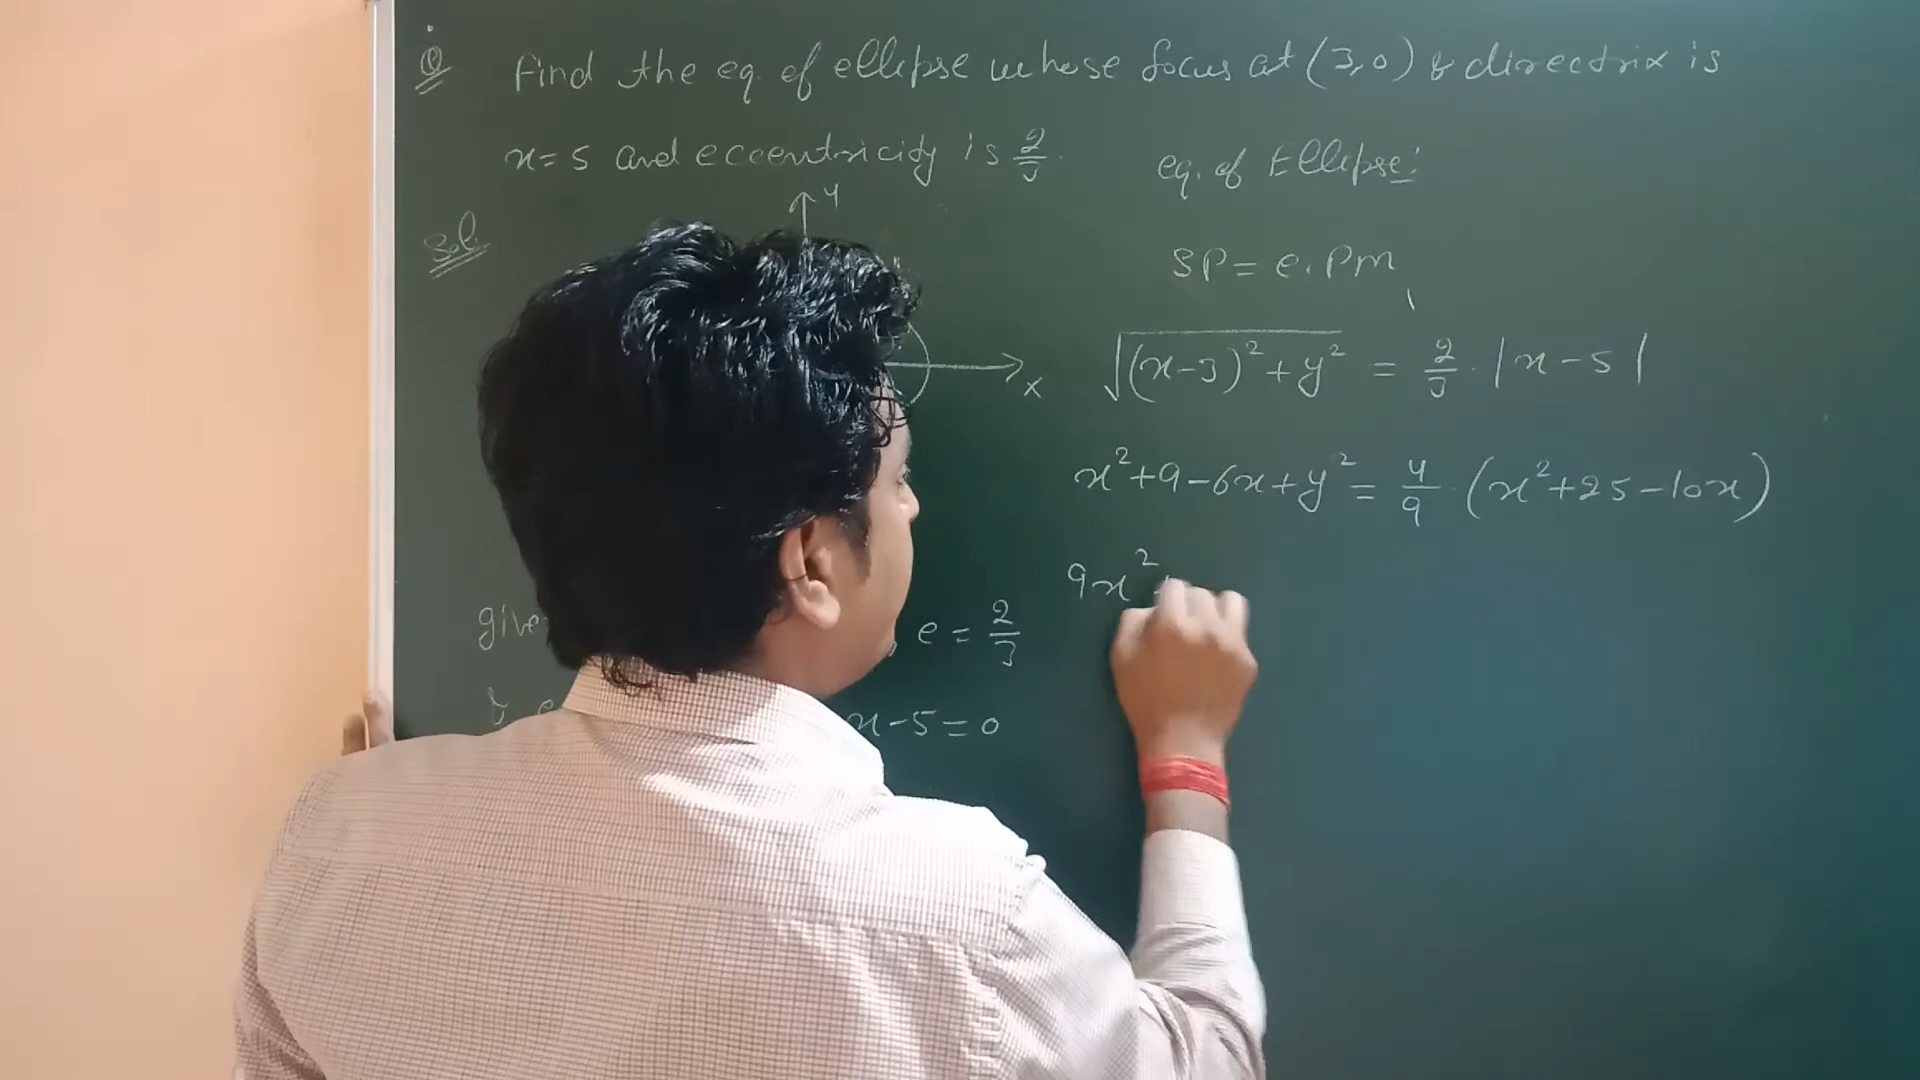 Q Find the eq. of ellipse whose focus at (3,0) & directrix is
x=5 and eccentricity is 2/3.
Sol.
y
x
give
e = 2/3
& e
x-5=0
eq. of Ellipse:
SP = e.Pm
√((x-3)²+y²) = 2/3 . |x-5|
x²+9-6x+y² = 4/9 . (x²+25-10x)
9x²